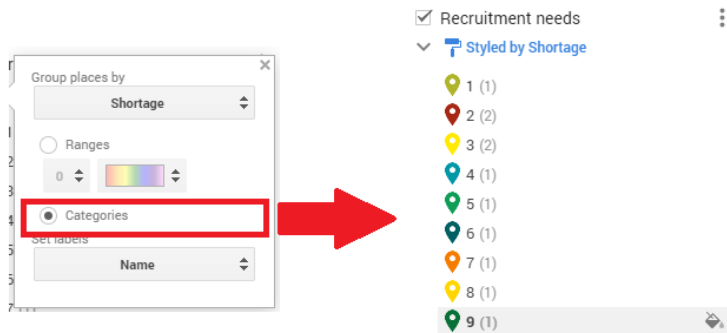 Group places by
Shortage
Ranges
0
Categories
Set labels
Name
Recruitment needs
Styled by Shortage
1 (1)
2 (2)
3 (2)
4 (1)
5 (1)
6 (1)
7 (1)
8 (1)
9 (1)